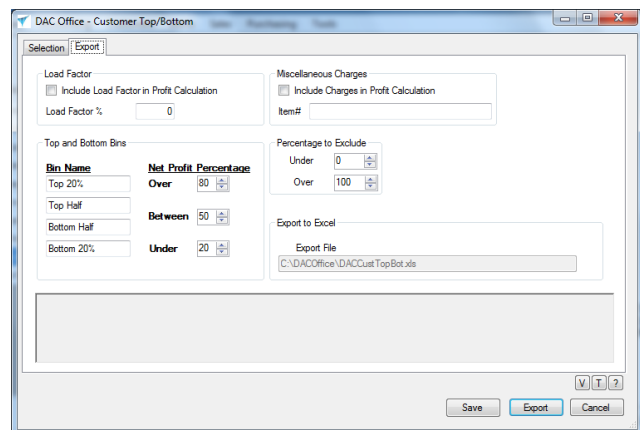 DAC Office - Customer Top/Bottom
Selection Export
Load Factor
Include Load Factor in Profit Calculation
Load Factor % 0
Miscellaneous Charges
Include Charges in Profit Calculation
Item#
Top and Bottom Bins
Bin Name Net Profit Percentage
Top 20% Over 80
Top Half
Between 50
Bottom Half
Bottom 20% Under 20
Percentage to Exclude
Under 0
Over 100
Export to Excel
Export File
C:\DACOffice\DACCustTopBot.xls
V T ?
Save Export Cancel